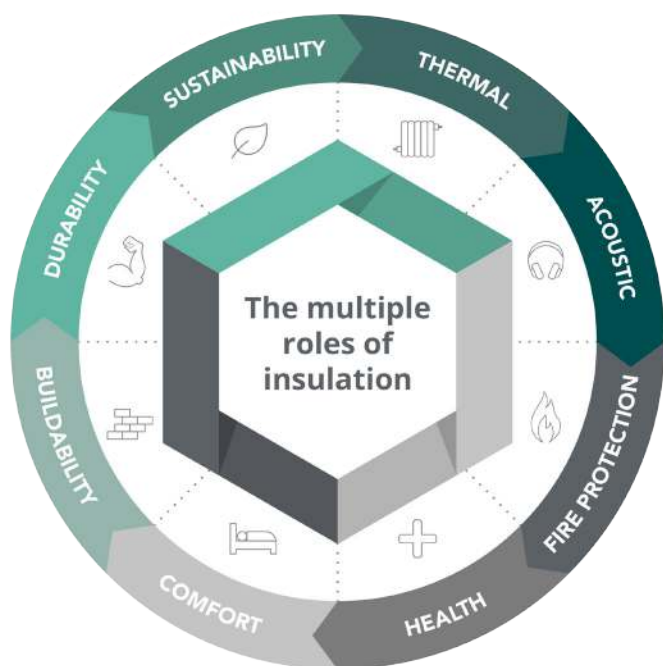 SUSTAINABILITY
THERMAL
ACOUSTIC
FIRE PROTECTION
HEALTH
COMFORT
BUILDABILITY
DURABILITY
The multiple
roles of
insulation